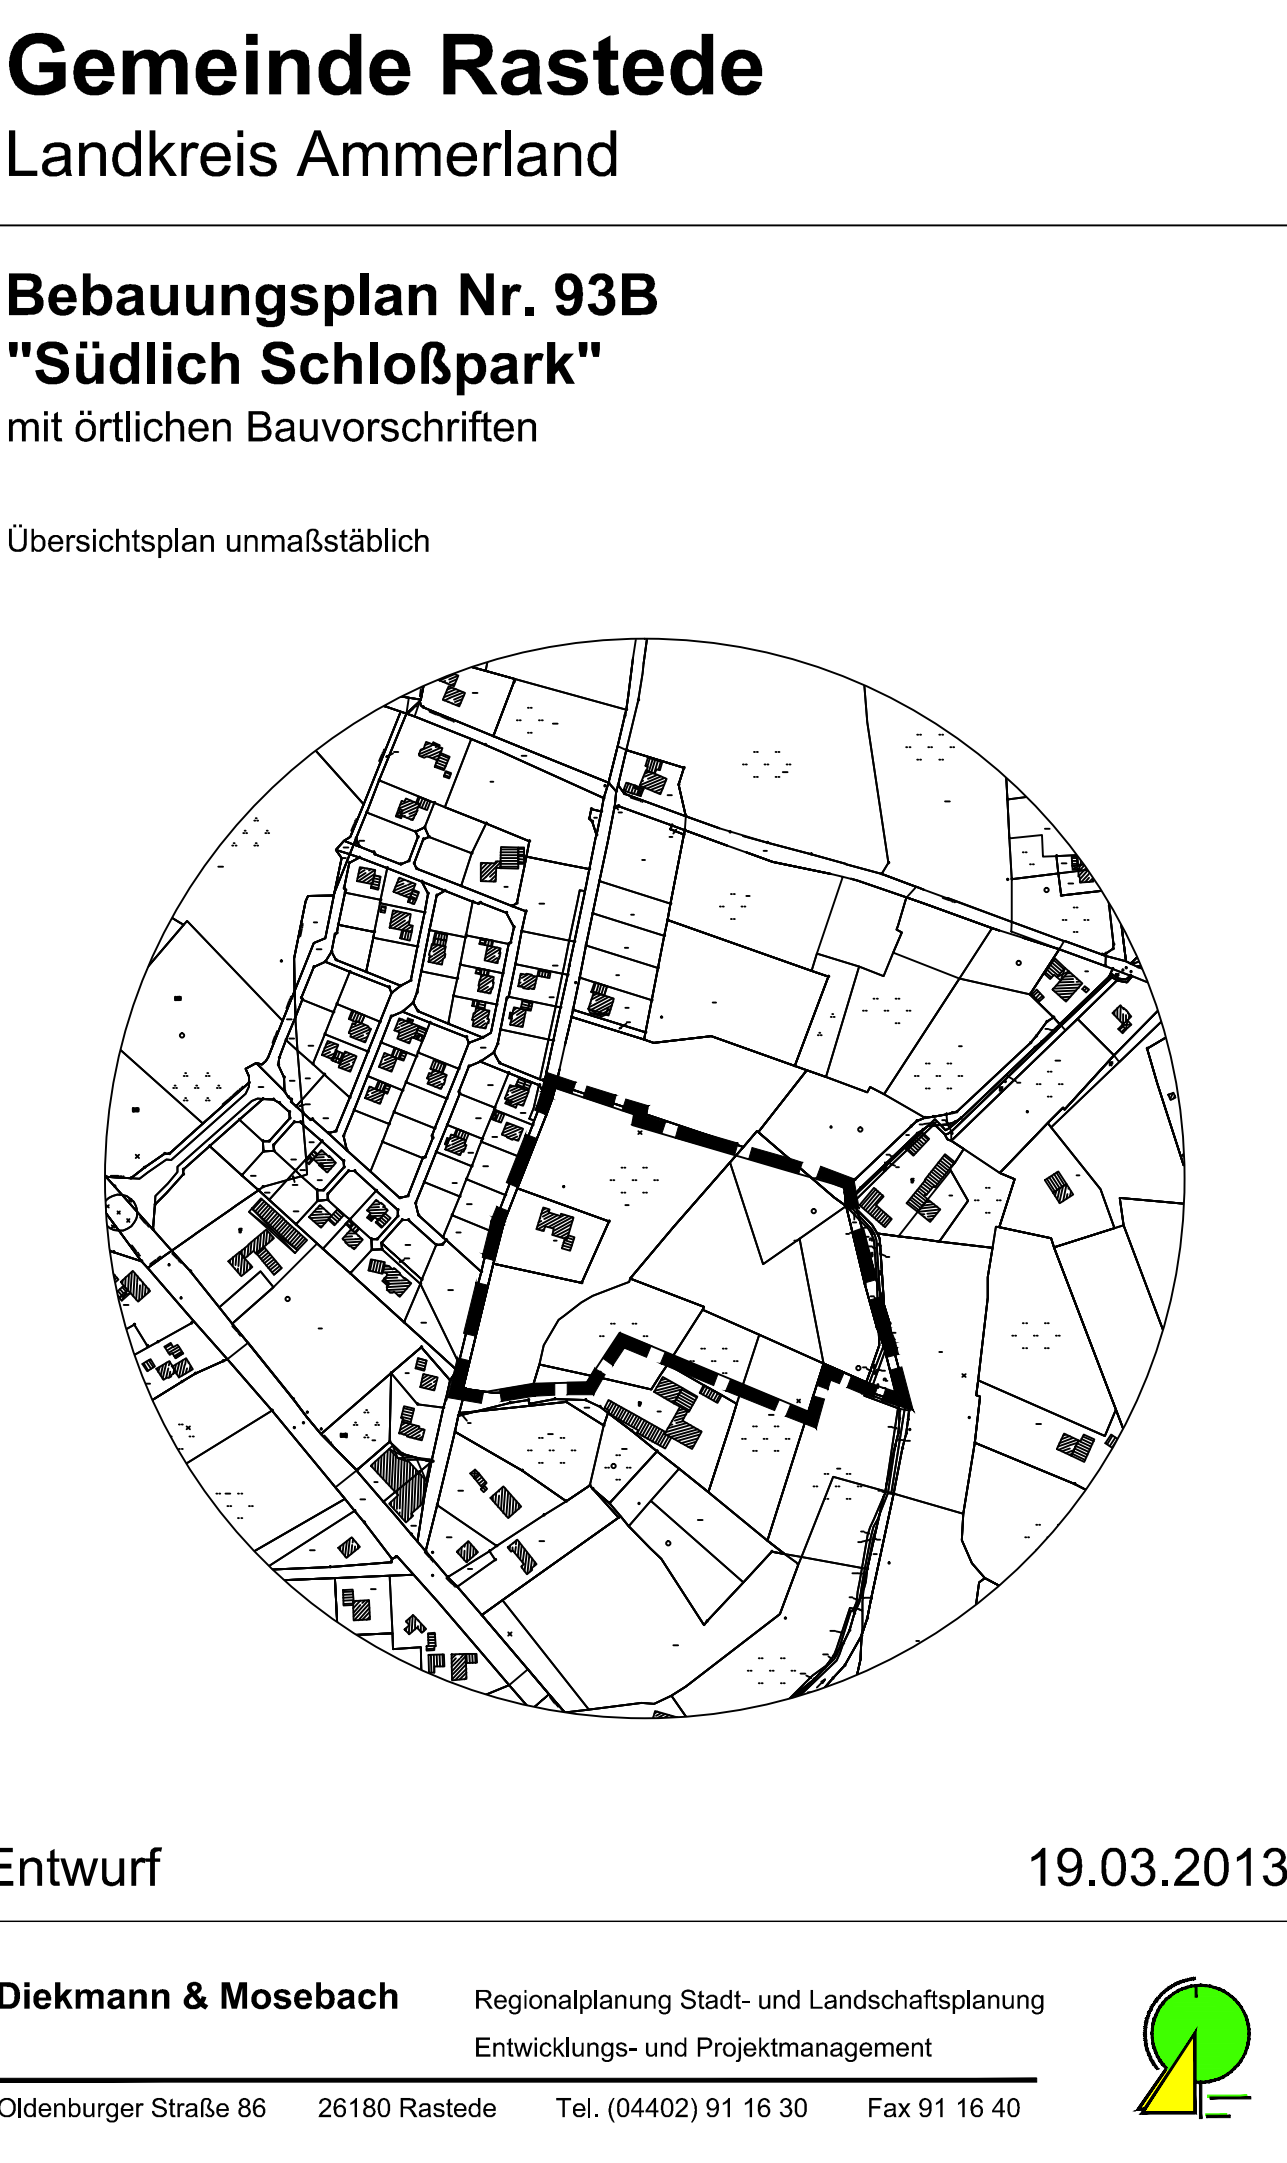 Gemeinde Rastede
Landkreis Ammerland
Bebauungsplan Nr. 93B
"Südlich Schloßpark"
mit örtlichen Bauvorschriften
Übersichtsplan unmaßstäblich
Entwurf 19.03.2013
Diekmann & Mosebach Regionalplanung Stadt- und Landschaftsplanung
Entwicklungs- und Projektmanagement
Oldenburger Straße 86 26180 Rastede Tel. (04402) 91 16 30 Fax 91 16 40